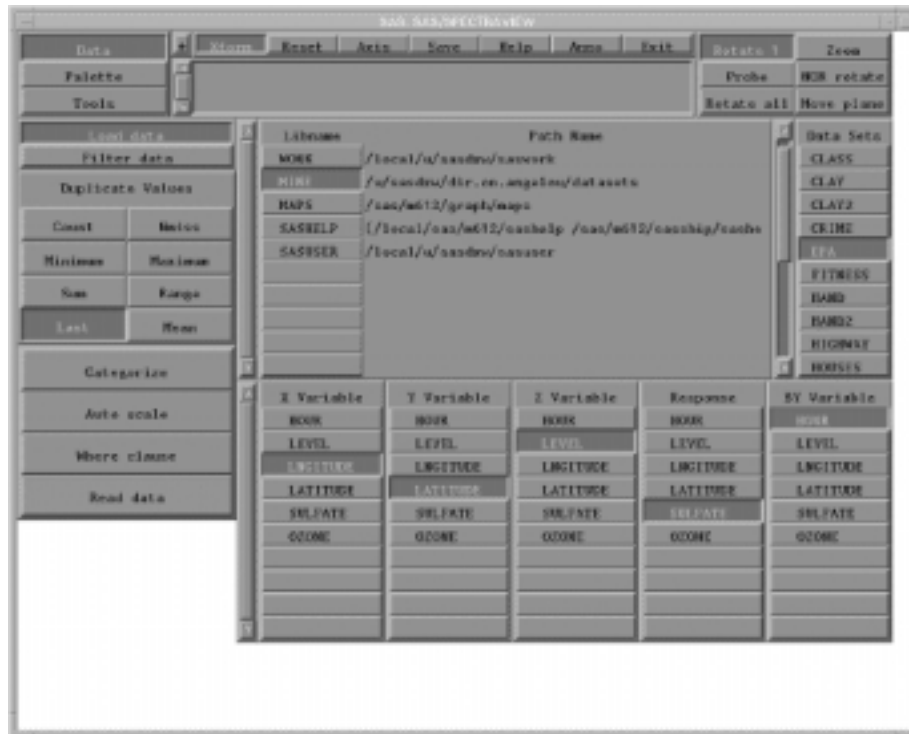 SAS: SAS/SPECTRAVIEW
Data
Palette
Tools
Xform Reset Axis Save Help Anno Exit
Rotate 1 Zoom
Probe NOR rotate
Rotate all Move plane
Load data
Filter data
Duplicate Values
Count Nmiss
Minimum Maximum
Sum Range
Last Mean
Categorize
Auto scale
Where clause
Read data
Libname Path Name
WORK /local/u/sasdmw/saswork
MINE
MAPS /sas/m612/graph/maps
SASHELP
SASUSER /local/u/sasdmw/sasuser
Data Sets
CLASS
CLAY
CLAY2
CRIME
EPA
FITNESS
HAND
HAND2
HIGHWAY
HOUSES
X Variable Y Variable Z Variable Response BY Variable
HOUR HOUR HOUR HOUR HOUR
LEVEL LEVEL LEVEL LEVEL LEVEL
LNGITUDE LNGITUDE LNGITUDE LNGITUDE LNGITUDE
LATITUDE LATITUDE LATITUDE LATITUDE LATITUDE
SULFATE SULFATE SULFATE SULFATE SULFATE
OZONE OZONE OZONE OZONE OZONE